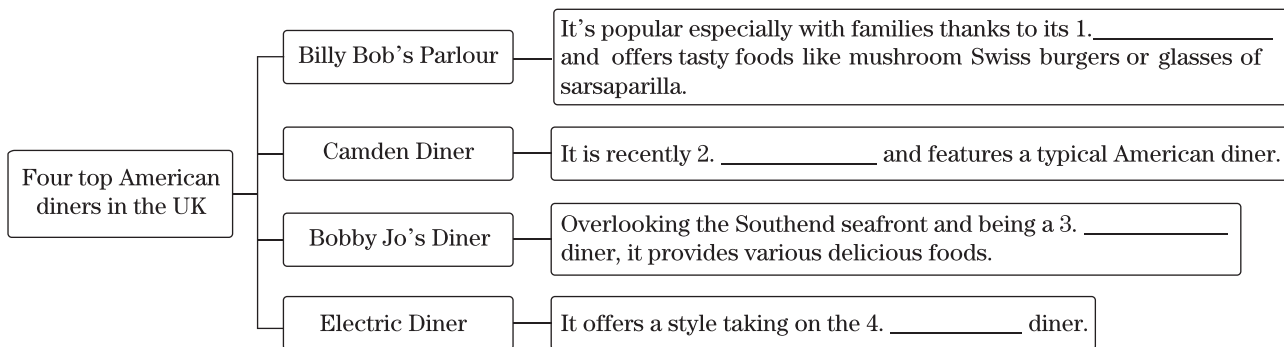 Four top American
diners in the UK
Billy Bob's Parlour
It's popular especially with families thanks to its 1.
and offers tasty foods like mushroom Swiss burgers or glasses of
sarsaparilla.
Camden Diner
It is recently 2. ____________ and features a typical American diner.
Bobby Jo's Diner
Overlooking the Southend seafront and being a 3. ____________
diner, it provides various delicious foods.
Electric Diner
It offers a style taking on the 4. ____________ diner.